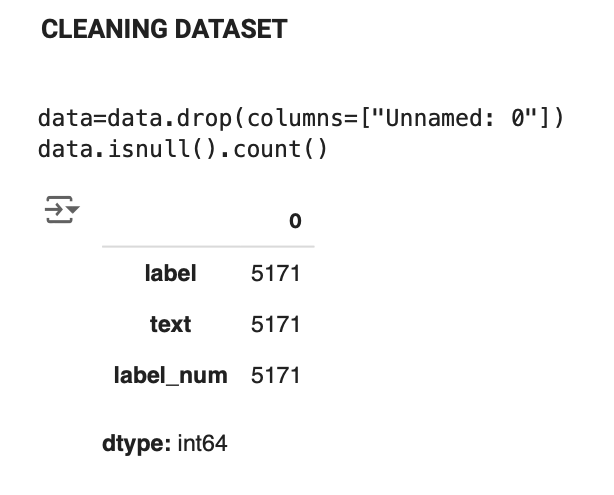 CLEANING DATASET
data=data.drop(columns=["Unnamed: 0"])
data.isnull().count()
0
label 5171
text 5171
label_num 5171
dtype: int64